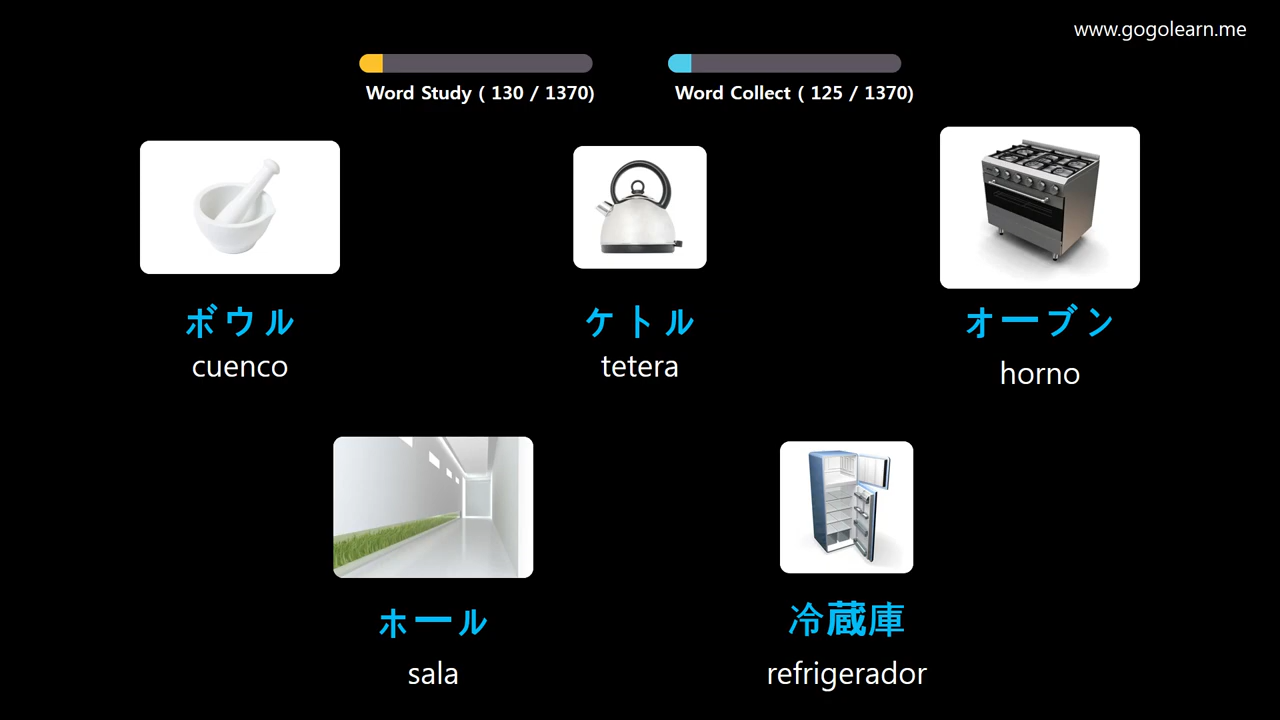 www.gogolearn.me
Word Study ( 130 / 1370)
Word Collect ( 125 / 1370)
ボウル
cuenco
ケトル
tetera
オーブン
horno
ホール
sala
冷蔵庫
refrigerador